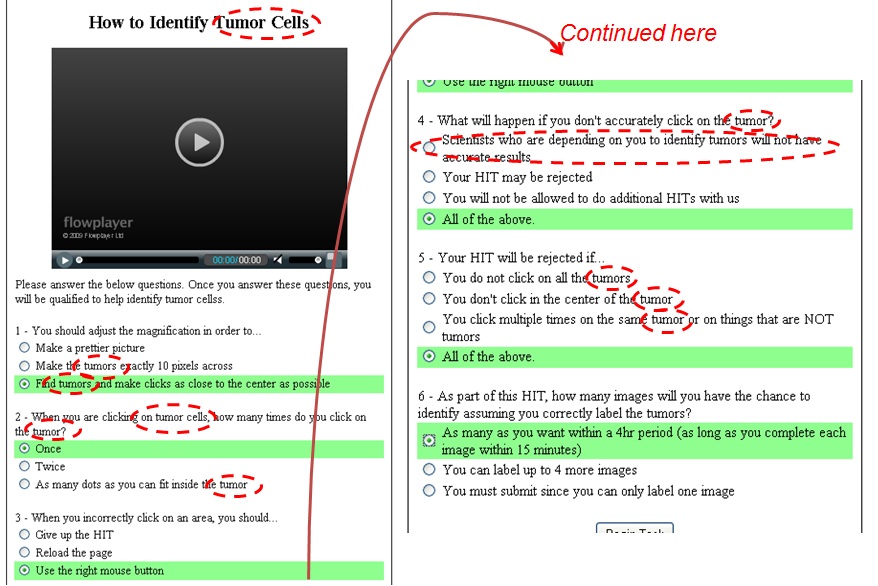 How to Identify Tumor Cells
flowplayer
© 2009 Flowplayer Ltd
00:00/00:00
Please answer the below questions. Once you answer these questions, you
will be qualified to help identify tumor cellss.
1 - You should adjust the magnification in order to...
Make a prettier picture
Make the tumors exactly 10 pixels across
Find tumors and make clicks as close to the center as possible
2 - When you are clicking on tumor cells, how many times do you click on
the tumor?
Once
Twice
As many dots as you can fit inside the tumor
3 - When you incorrectly click on an area, you should...
Give up the HIT
Reload the page
Use the right mouse button
Continued here
Use the right mouse button
4 - What will happen if you don't accurately click on the tumor?
Scientists who are depending on you to identify tumors will not have
accurate results
Your HIT may be rejected
You will not be allowed to do additional HITs with us
All of the above.
5 - Your HIT will be rejected if...
You do not click on all the tumors
You don't click in the center of the tumor
You click multiple times on the same tumor or on things that are NOT
tumors
All of the above.
6 - As part of this HIT, how many images will you have the chance to
identify assuming you correctly label the tumors?
As many as you want within a 4hr period (as long as you complete each
image within 15 minutes)
You can label up to 4 more images
You must submit since you can only label one image
Begin Task